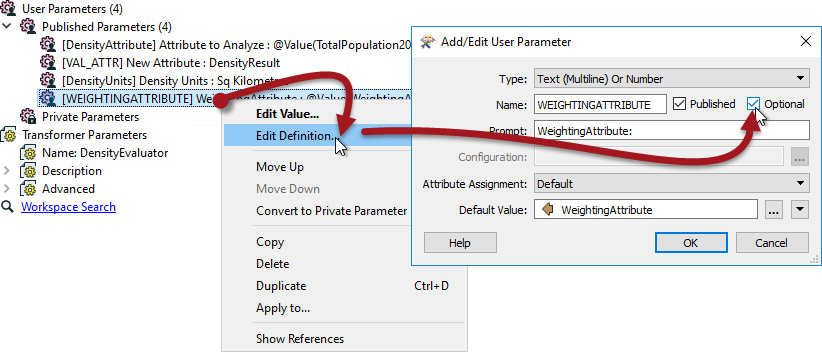 User Parameters (4)
Published Parameters (4)
[DensityAttribute] Attribute to Analyze : @Value(TotalPopulation20
[VAL_ATTR] New Attribute : DensityResult
[DensityUnits] Density Units : Sq Kilomet
[WEIGHTINGATTRIBUTE] We
Private Parameters
Transformer Parameters
Name: DensityEvaluator
Description
Advanced
Workspace Search
Edit Value...
Edit Definition...
Move Up
Move Down
Convert to Private Parameter
Copy
Delete
Duplicate Ctrl+D
Apply to...
Show References
Add/Edit User Parameter
Type: Text (Multiline) Or Number
Name: WEIGHTINGATTRIBUTE Published Optional
Prompt: WeightingAttribute:
Configuration: ...
Attribute Assignment: Default
Default Value: WeightingAttribute ...
Help OK Cancel